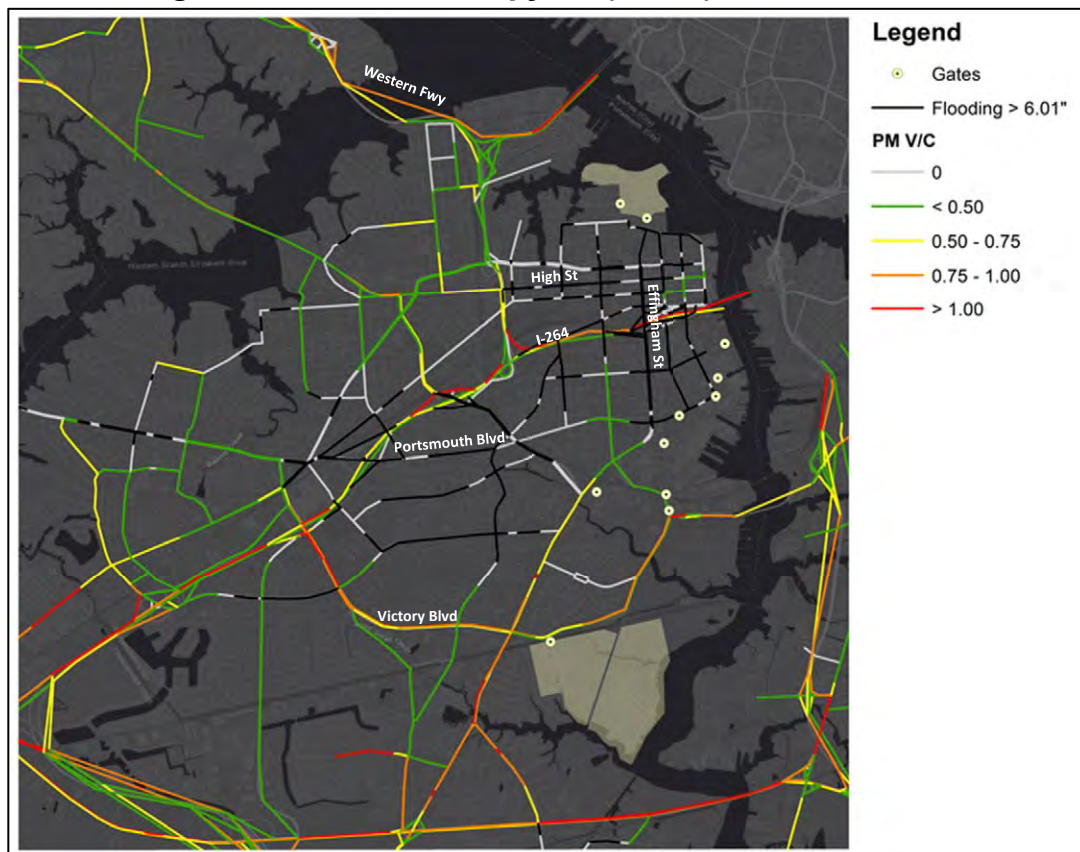 Legend
Gates
Flooding > 6.01"
PM V/C
0
< 0.50
0.50 - 0.75
0.75 - 1.00
> 1.00
Western Fwy
High St
Effingham St
I-264
Portsmouth Blvd
Victory Blvd